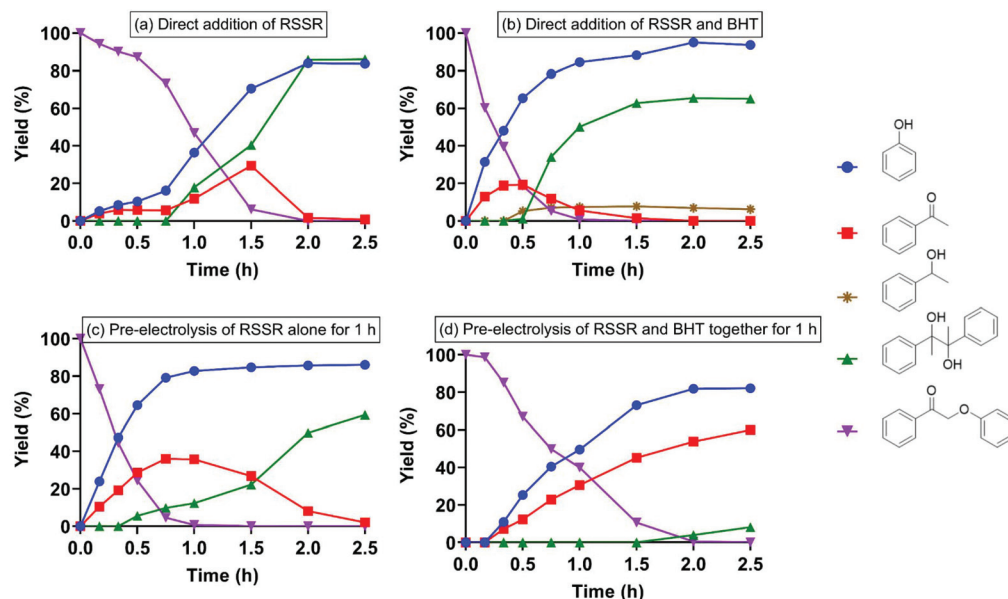 (a) Direct addition of RSSR
100
80
60
40
20
0
Yield (%)
0.0 0.5 1.0 1.5 2.0 2.5
Time (h)
(b) Direct addition of RSSR and BHT
100
80
60
40
20
0
Yield (%)
0.0 0.5 1.0 1.5 2.0 2.5
Time (h)
(c) Pre-electrolysis of RSSR alone for 1 h
100
80
60
40
20
0
Yield (%)
0.0 0.5 1.0 1.5 2.0 2.5
Time (h)
(d) Pre-electrolysis of RSSR and BHT together for 1 h
100
80
60
40
20
0
Yield (%)
0.0 0.5 1.0 1.5 2.0 2.5
Time (h)
OH
O
OH
HO
OH
O
O